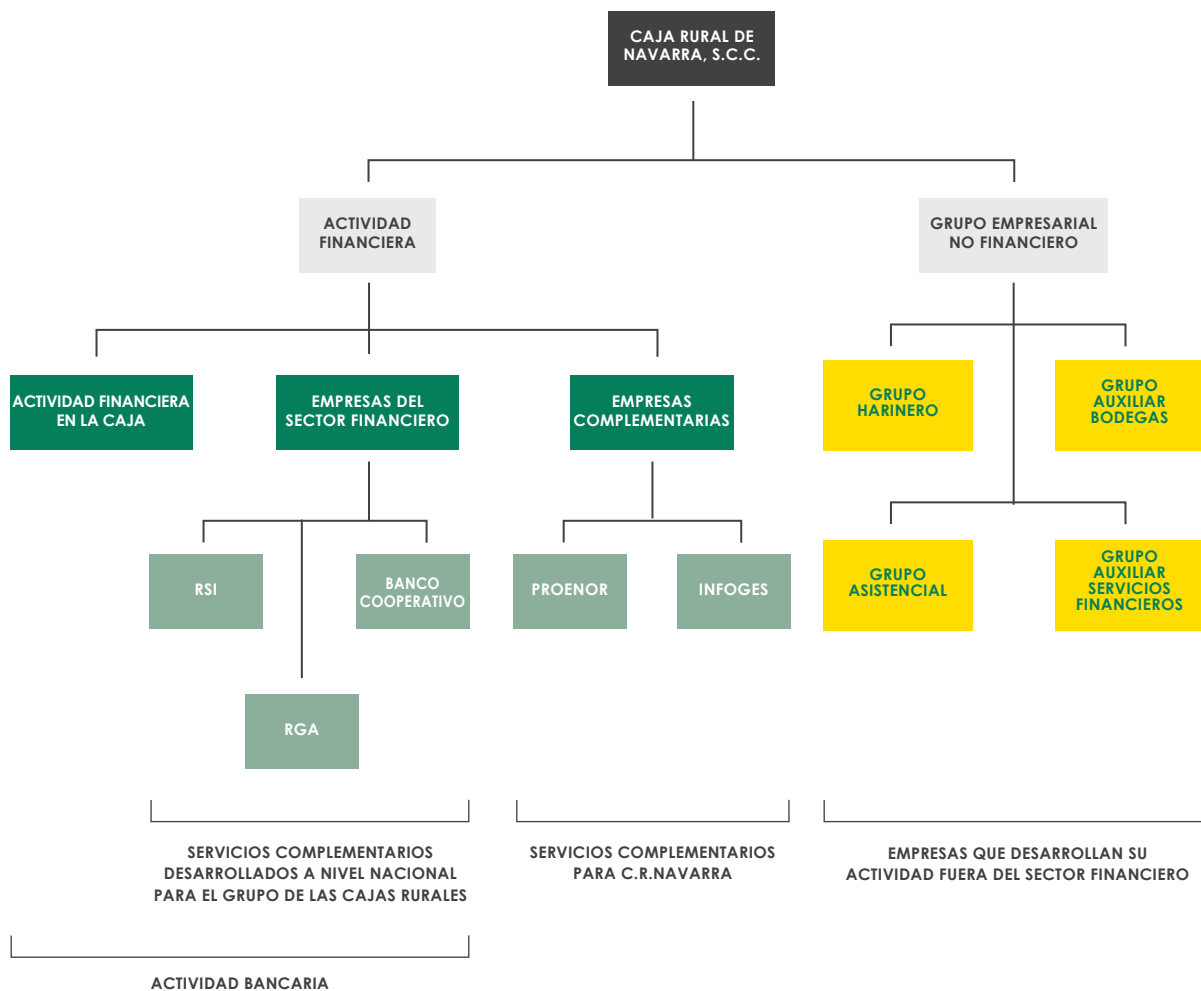 CAJA RURAL DE
NAVARRA, S.C.C.
ACTIVIDAD
FINANCIERA
GRUPO EMPRESARIAL
NO FINANCIERO
ACTIVIDAD FINANCIERA
EN LA CAJA
EMPRESAS DEL
SECTOR FINANCIERO
EMPRESAS
COMPLEMENTARIAS
GRUPO
HARINERO
GRUPO
AUXILIAR
BODEGAS
RSI
BANCO
COOPERATIVO
PROENOR
INFOGES
GRUPO
ASISTENCIAL
GRUPO
AUXILIAR
SERVICIOS
FINANCIEROS
RGA
SERVICIOS COMPLEMENTARIOS
DESARROLLADOS A NIVEL NACIONAL
PARA EL GRUPO DE LAS CAJAS RURALES
SERVICIOS COMPLEMENTARIOS
PARA C.R.NAVARRA
EMPRESAS QUE DESARROLLAN SU
ACTIVIDAD FUERA DEL SECTOR FINANCIERO
ACTIVIDAD BANCARIA